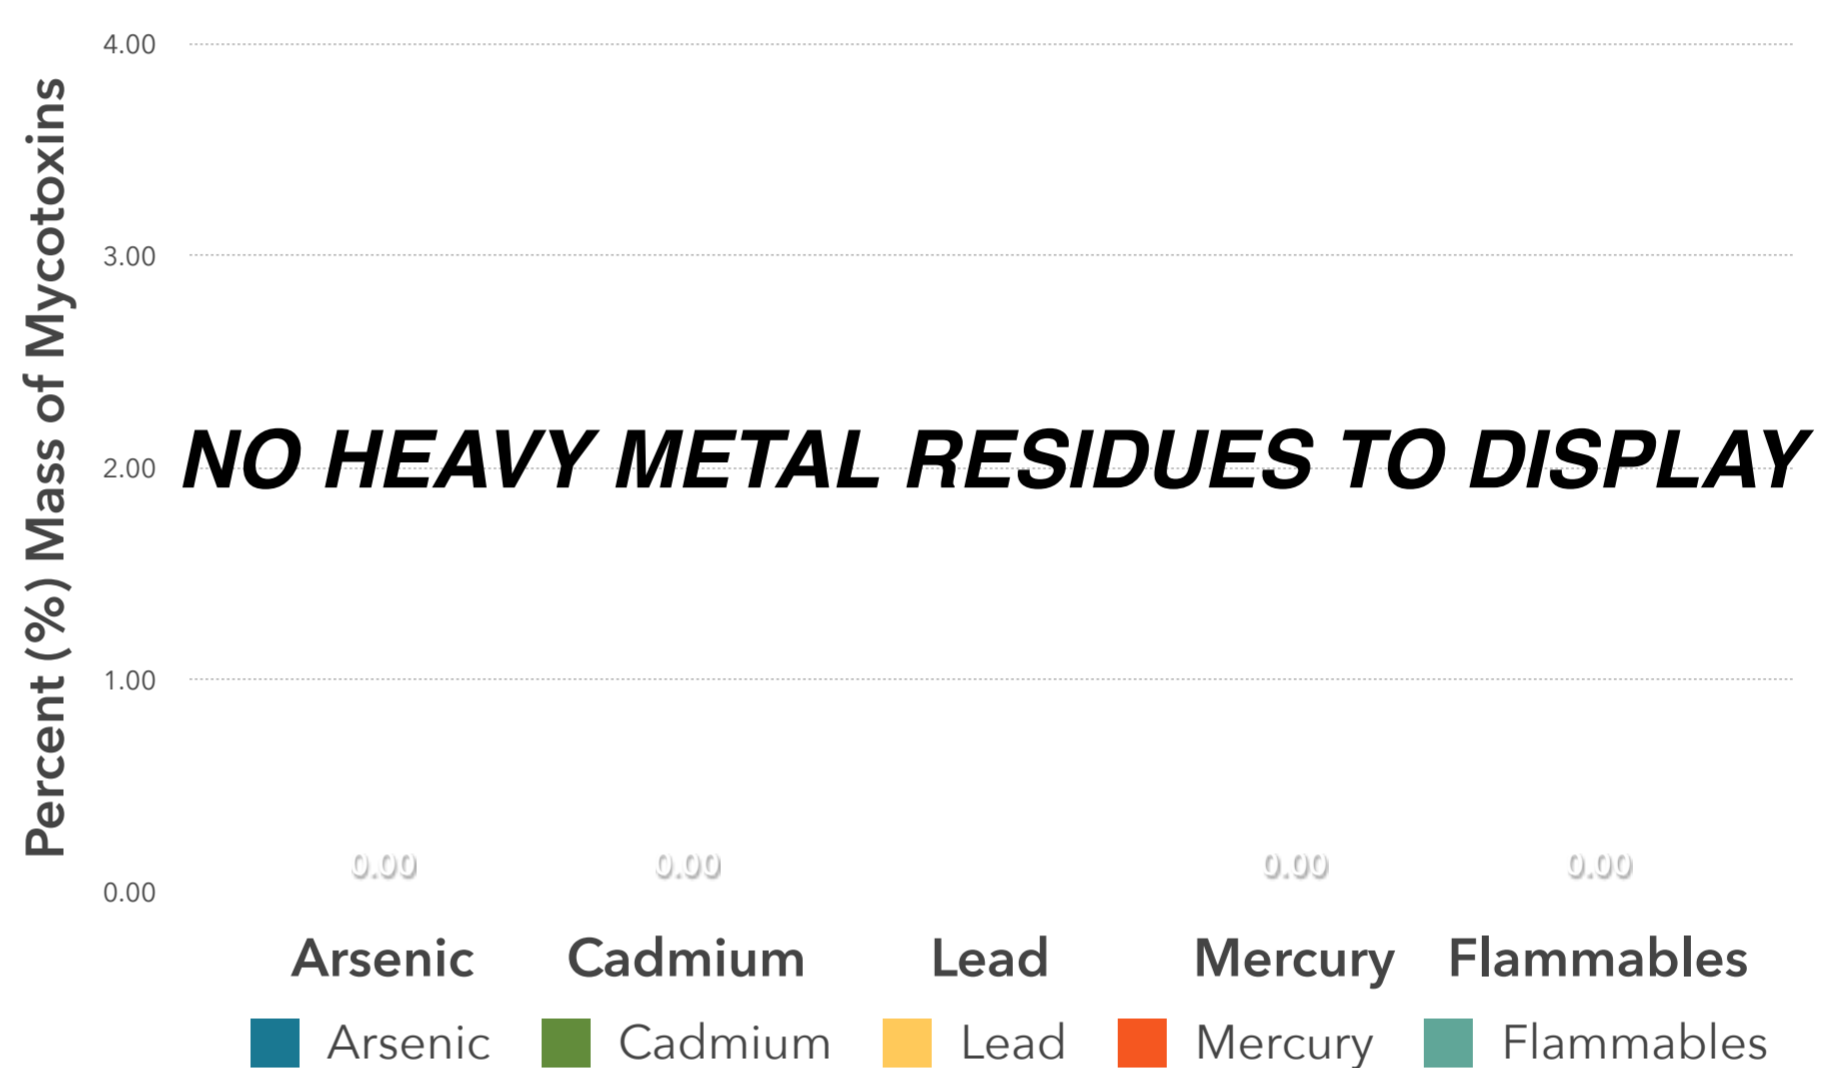 Percent (%) Mass of Mycotoxins
4.00
3.00
2.00
NO HEAVY METAL RESIDUES TO DISPLAY
1.00
0.00 0.00 0.00 0.00
0.00
Arsenic Cadmium Lead Mercury Flammables
Arsenic Cadmium Lead Mercury Flammables